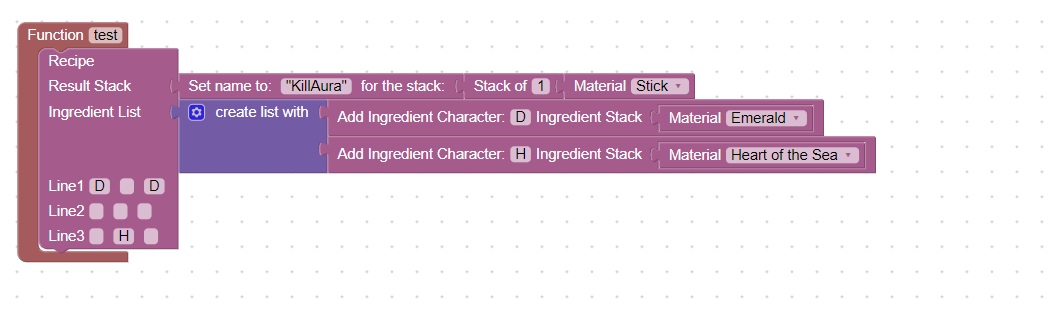 Function test
Recipe
Result Stack Set name to: "KillAura" for the stack: Stack of 1 Material Stick
Ingredient List create list with Add Ingredient Character: D Ingredient Stack Material Emerald
Add Ingredient Character: H Ingredient Stack Material Heart of the Sea
Line1 D D
Line2
Line3 H